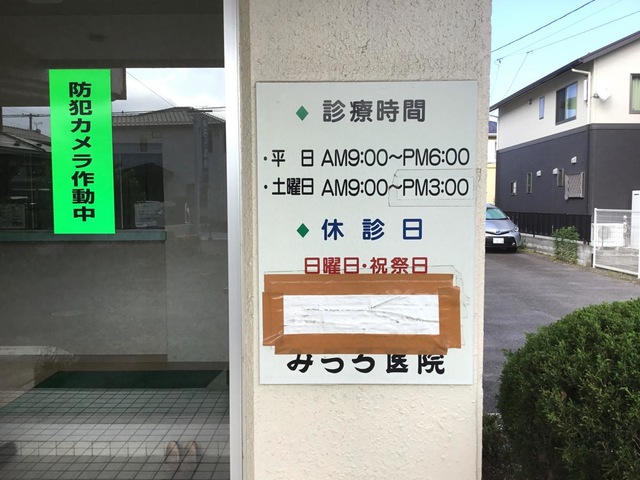 防犯カメラ作動中
◆ 診療時間
・平 日 AM9:00～PM6:00
・土曜日 AM9:00～PM3:00
◆ 休診日
日曜日・祝祭日
みつち医院